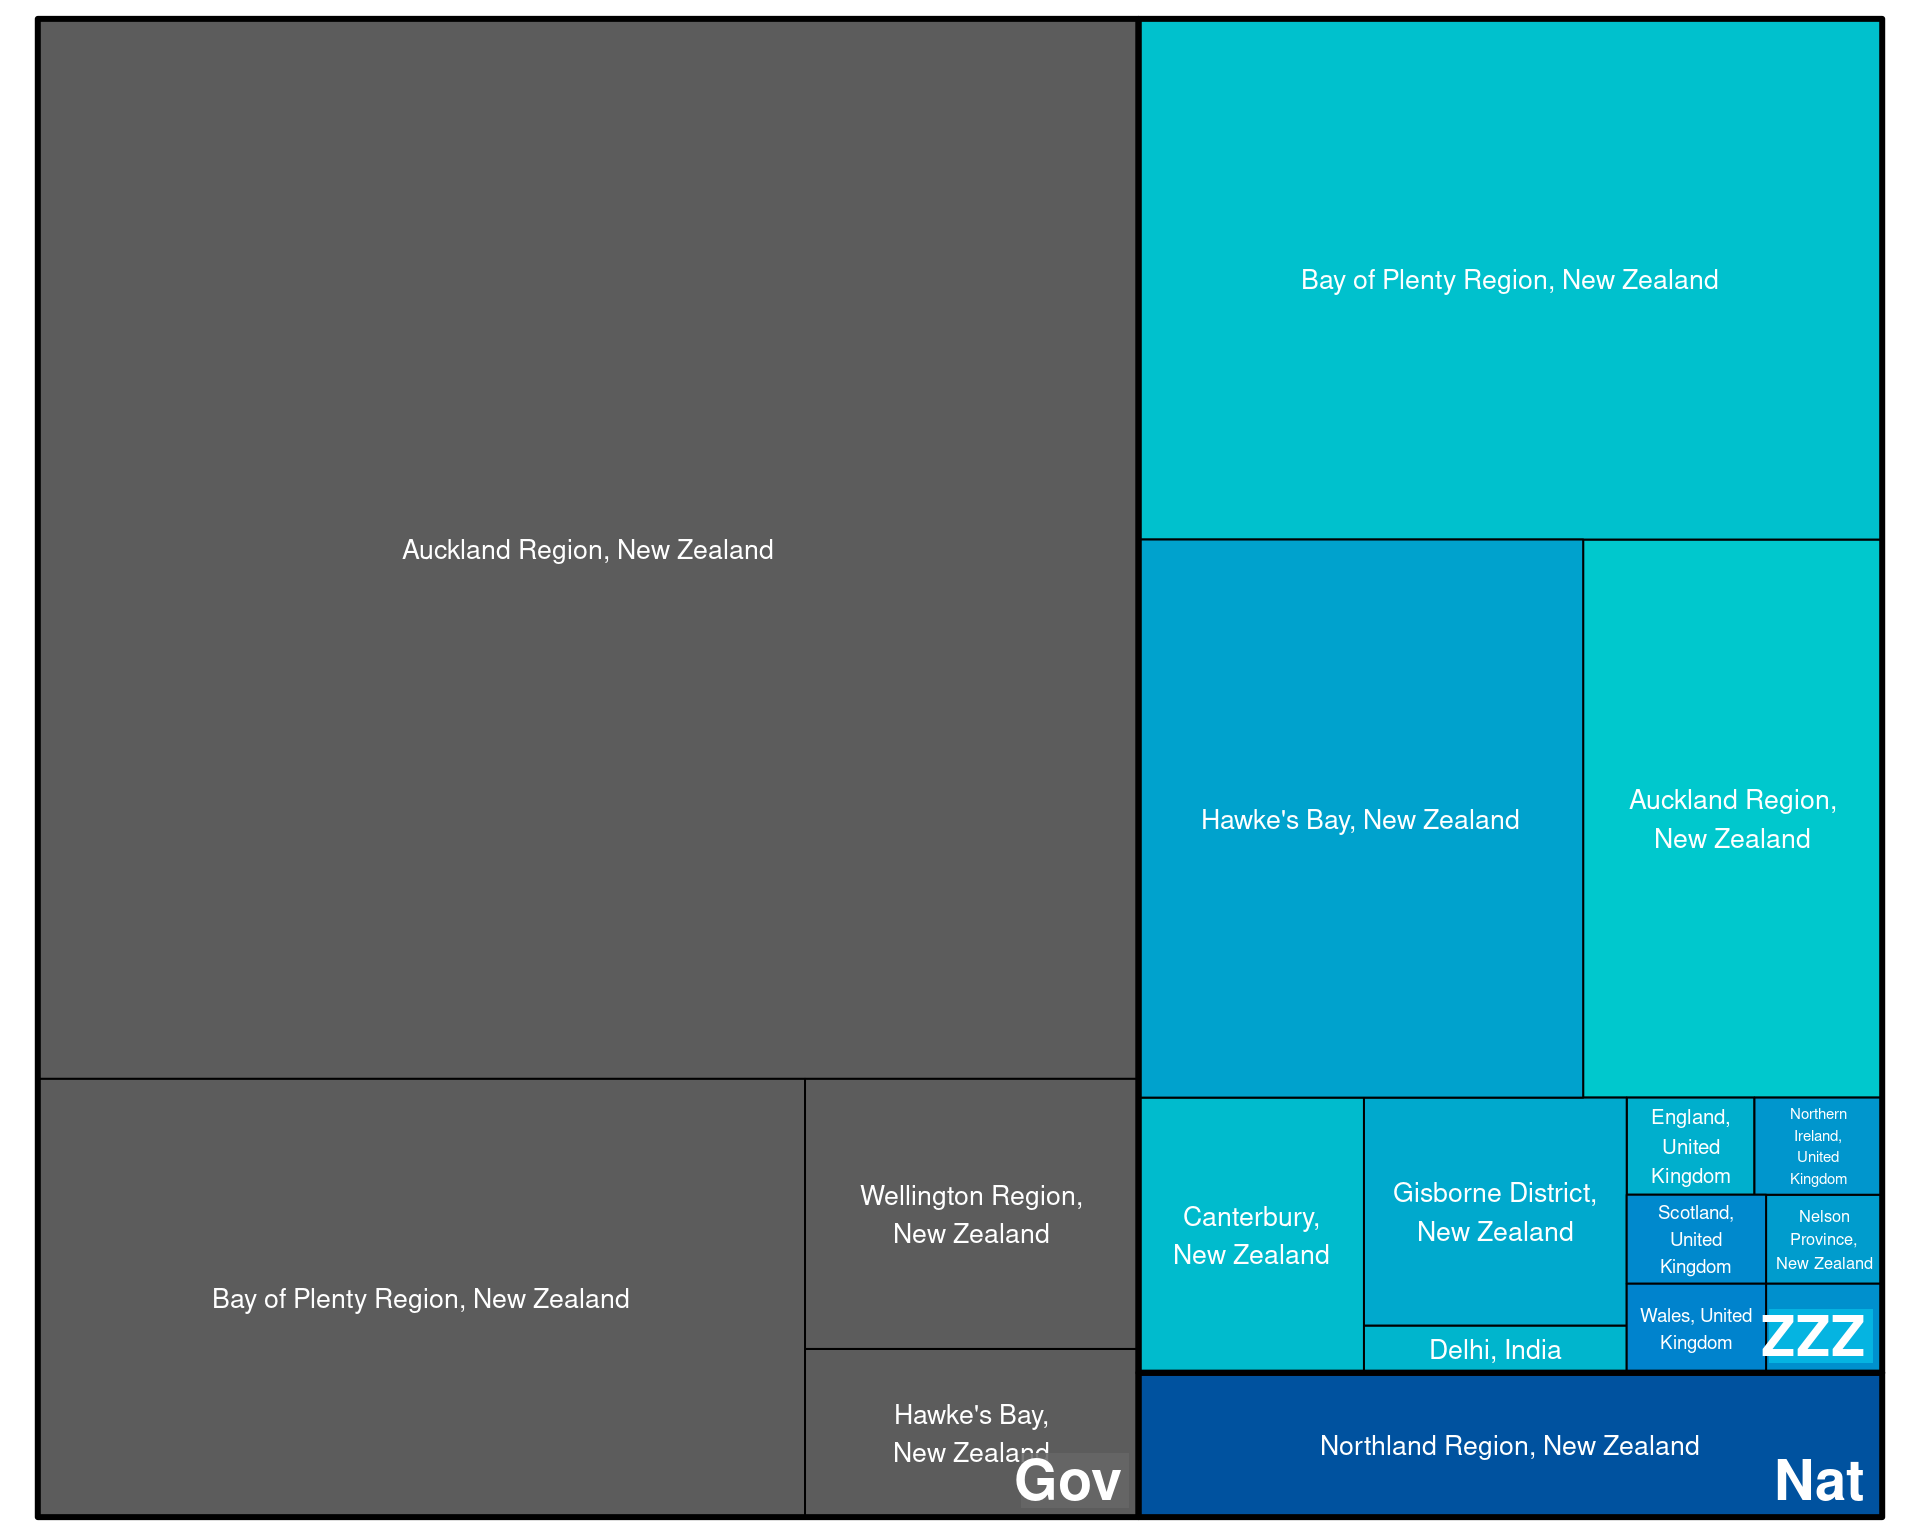 Auckland Region, New Zealand
Bay of Plenty Region, New Zealand
Wellington Region,
New Zealand
Hawke's Bay,
New Zealand
Gov
Bay of Plenty Region, New Zealand
Hawke's Bay, New Zealand
Auckland Region,
New Zealand
Canterbury,
New Zealand
Gisborne District,
New Zealand
Delhi, India
England,
United
Kingdom
Northern
Ireland,
United
Kingdom
Scotland,
United
Kingdom
Nelson
Province,
New Zealand
Wales, United
Kingdom
ZZZ
Northland Region, New Zealand
Nat